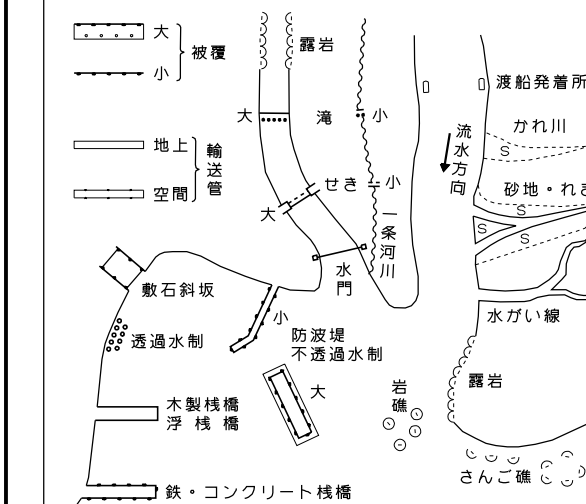 大
小
被覆
地上
空間
輸送管
露岩
大
滝
小
せき
小
大
一条河川
水門
流水方向
渡船発着所
かれ川
S
砂地・れき
S
S
S
水がい線
敷石斜坂
小
透過水制
防波堤
不透過水制
大
木製桟橋
浮桟橋
岩礁
露岩
さんご礁
鉄・コンクリート桟橋